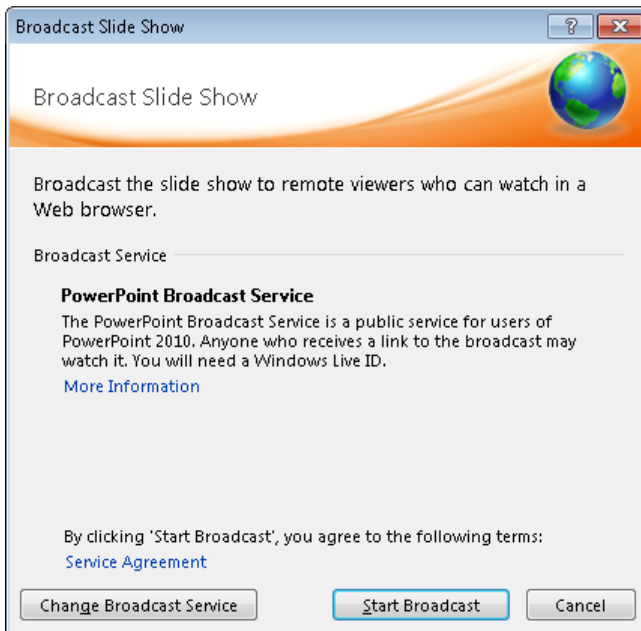 Broadcast Slide Show
?
Broadcast Slide Show
Broadcast the slide show to remote viewers who can watch in a
Web browser.
Broadcast Service
PowerPoint Broadcast Service
The PowerPoint Broadcast Service is a public service for users of
PowerPoint 2010. Anyone who receives a link to the broadcast may
watch it. You will need a Windows Live ID.
More Information
By clicking 'Start Broadcast', you agree to the following terms:
Service Agreement
Change Broadcast Service
Start Broadcast
Cancel